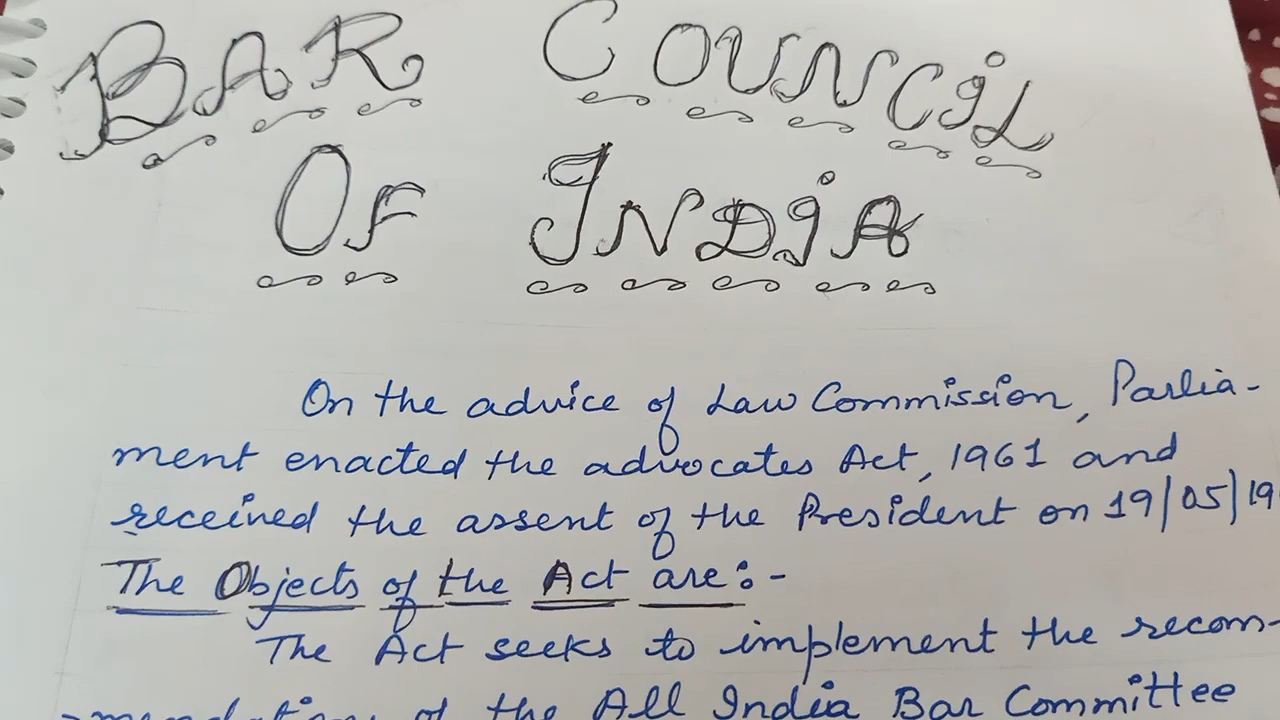 BAR COUNCIL
OF INDIA
On the advice of Law Commission, Parlia-
ment enacted the advocates Act, 1961 and
received the assent of the President on 19/05/19
The Objects of the Act are:-
The Act seeks to implement the recom-
mendations of the All India Bar Committee